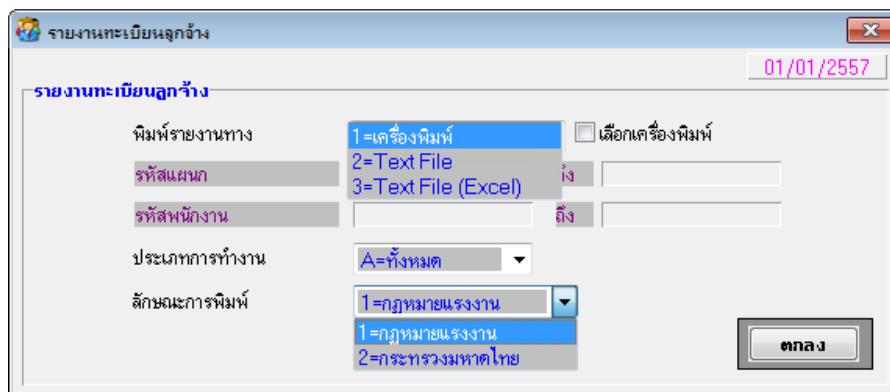 รายงานทะเบียนลูกจ้าง
01/01/2557
รายงานทะเบียนลูกจ้าง
พิมพ์รายงานทาง 1=เครื่องพิมพ์ เลือกเครื่องพิมพ์
2=Text File
รหัสแผนก
3=Text File (Excel)
รหัสพนักงาน ถึง
ประเภทการทำงาน A=ทั้งหมด
ลักษณะการพิมพ์ 1=กฎหมายแรงงาน
1=กฎหมายแรงงาน
2=กระทรวงมหาดไทย
ตกลง